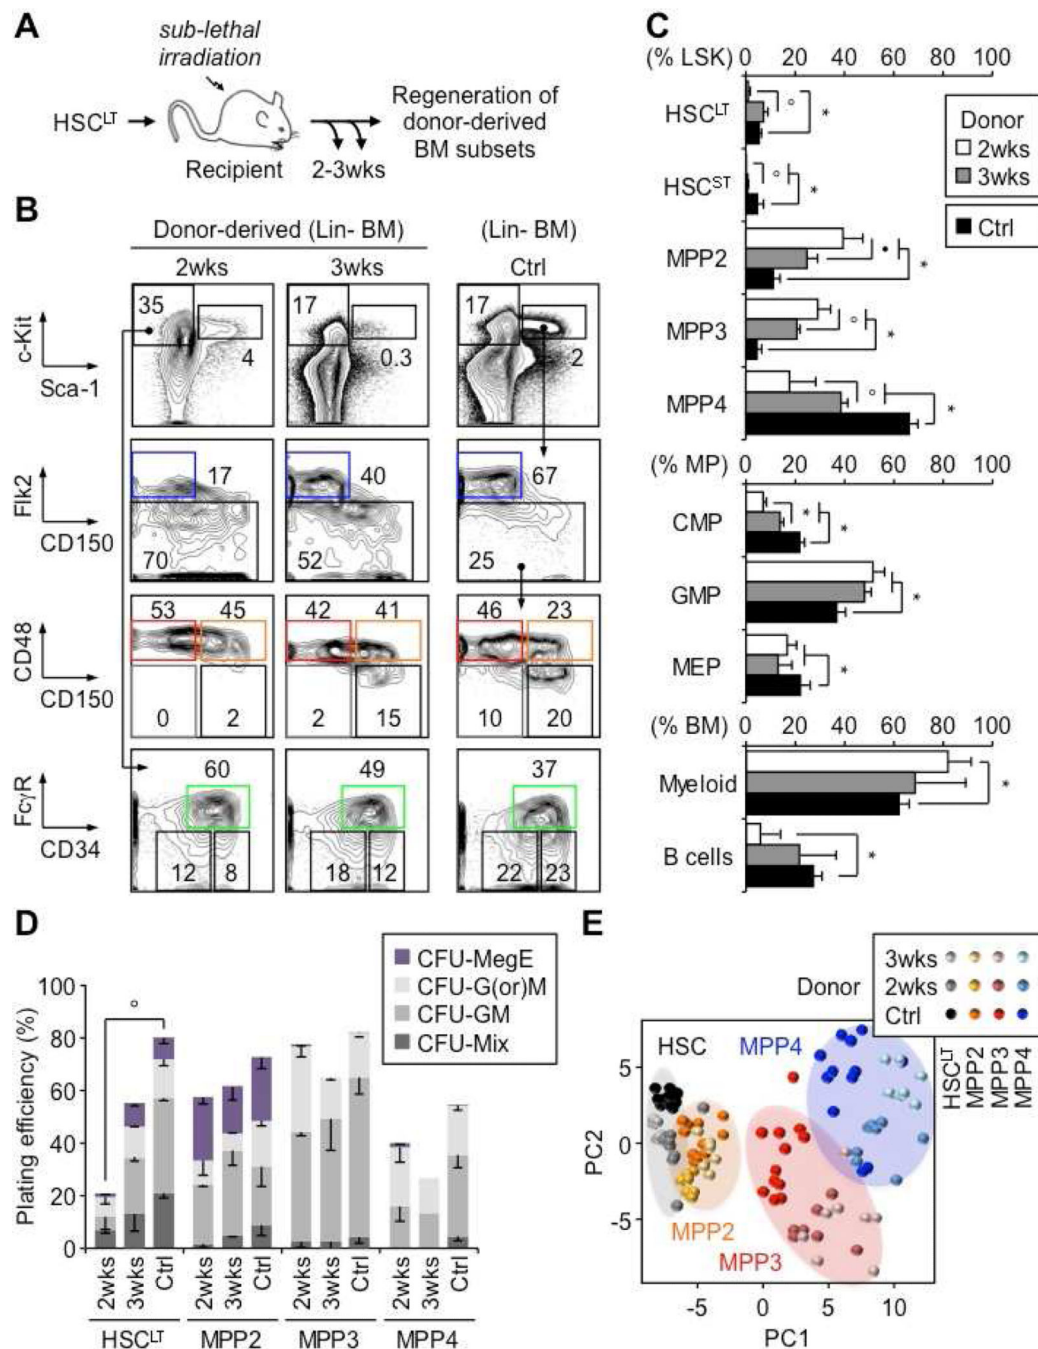 A
sub-lethal
irradiation
HSCLT
Recipient
2-3wks
Regeneration of
donor-derived
BM subsets
B
Donor-derived (Lin- BM)
(Lin- BM)
2wks
3wks
Ctrl
c-Kit
Sca-1
35
4
17
0.3
17
2
Flk2
CD150
17
70
40
52
67
25
CD48
CD150
53
45
0
2
42
41
2
15
46
23
10
20
FcγR
CD34
60
12
8
49
18
12
37
22
23
C
(% LSK)
0 20 40 60 80 100
HSCLT
HSCST
MPP2
MPP3
MPP4
Donor
2wks
3wks
Ctrl
(% MP)
0 20 40 60 80 100
CMP
GMP
MEP
(% BM)
0 20 40 60 80 100
Myeloid
B cells
D
Plating efficiency (%)
100
80
60
40
20
0
CFU-MegE
CFU-G(or)M
CFU-GM
CFU-Mix
2wks 3wks Ctrl 2wks 3wks Ctrl 2wks 3wks Ctrl 2wks 3wks Ctrl
HSCLT MPP2 MPP3 MPP4
E
Donor
3wks
2wks
Ctrl
HSCLT
MPP2
MPP3
MPP4
HSC
MPP4
MPP2
MPP3
PC2
5
0
-5
-5 0 5 10
PC1